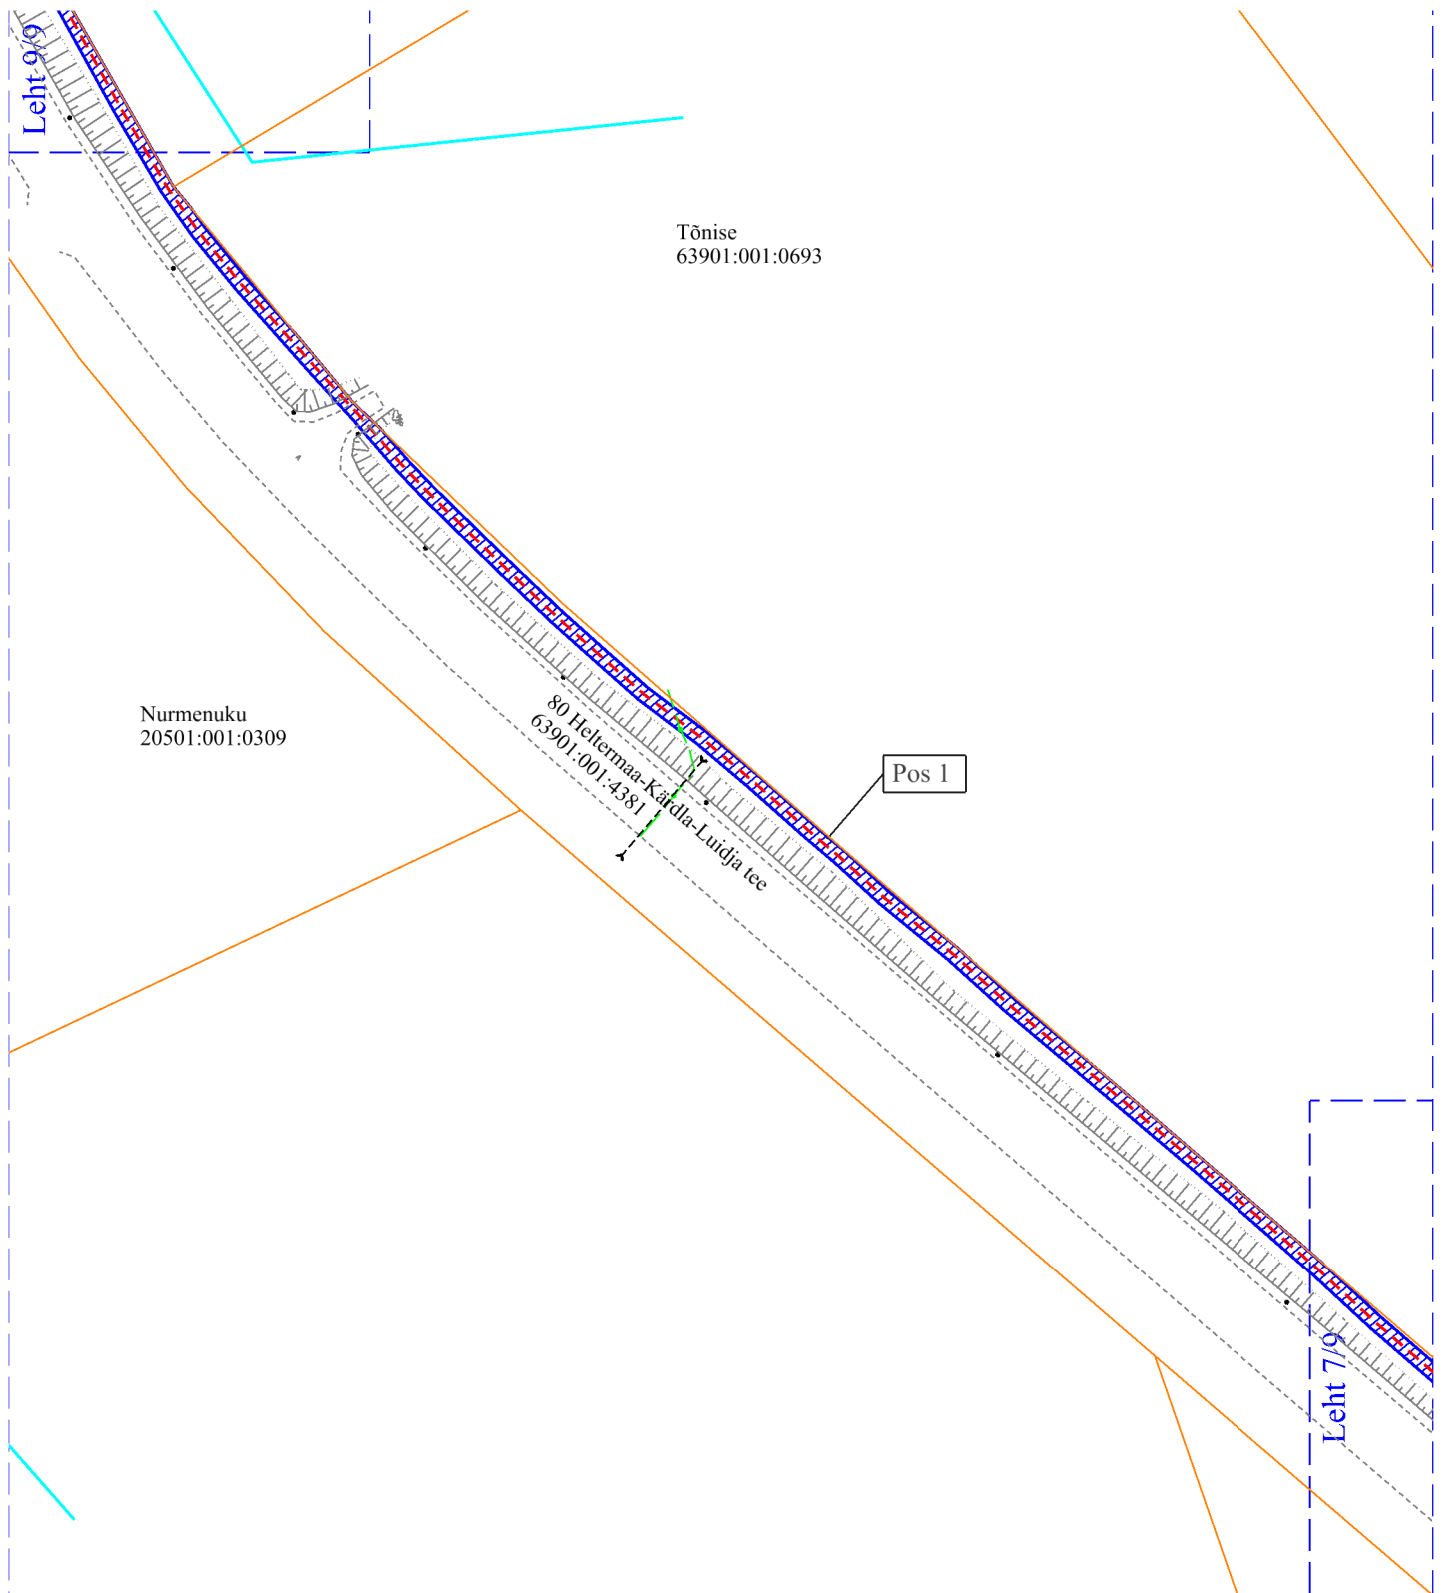 Leht 9/9
Tõnise
63901:001:0693
Nurmenuku
20501:001:0309
80 Heltermaa-Kärdla-Luidja tee
63901:001:4381
Pos 1
Leht 7/9